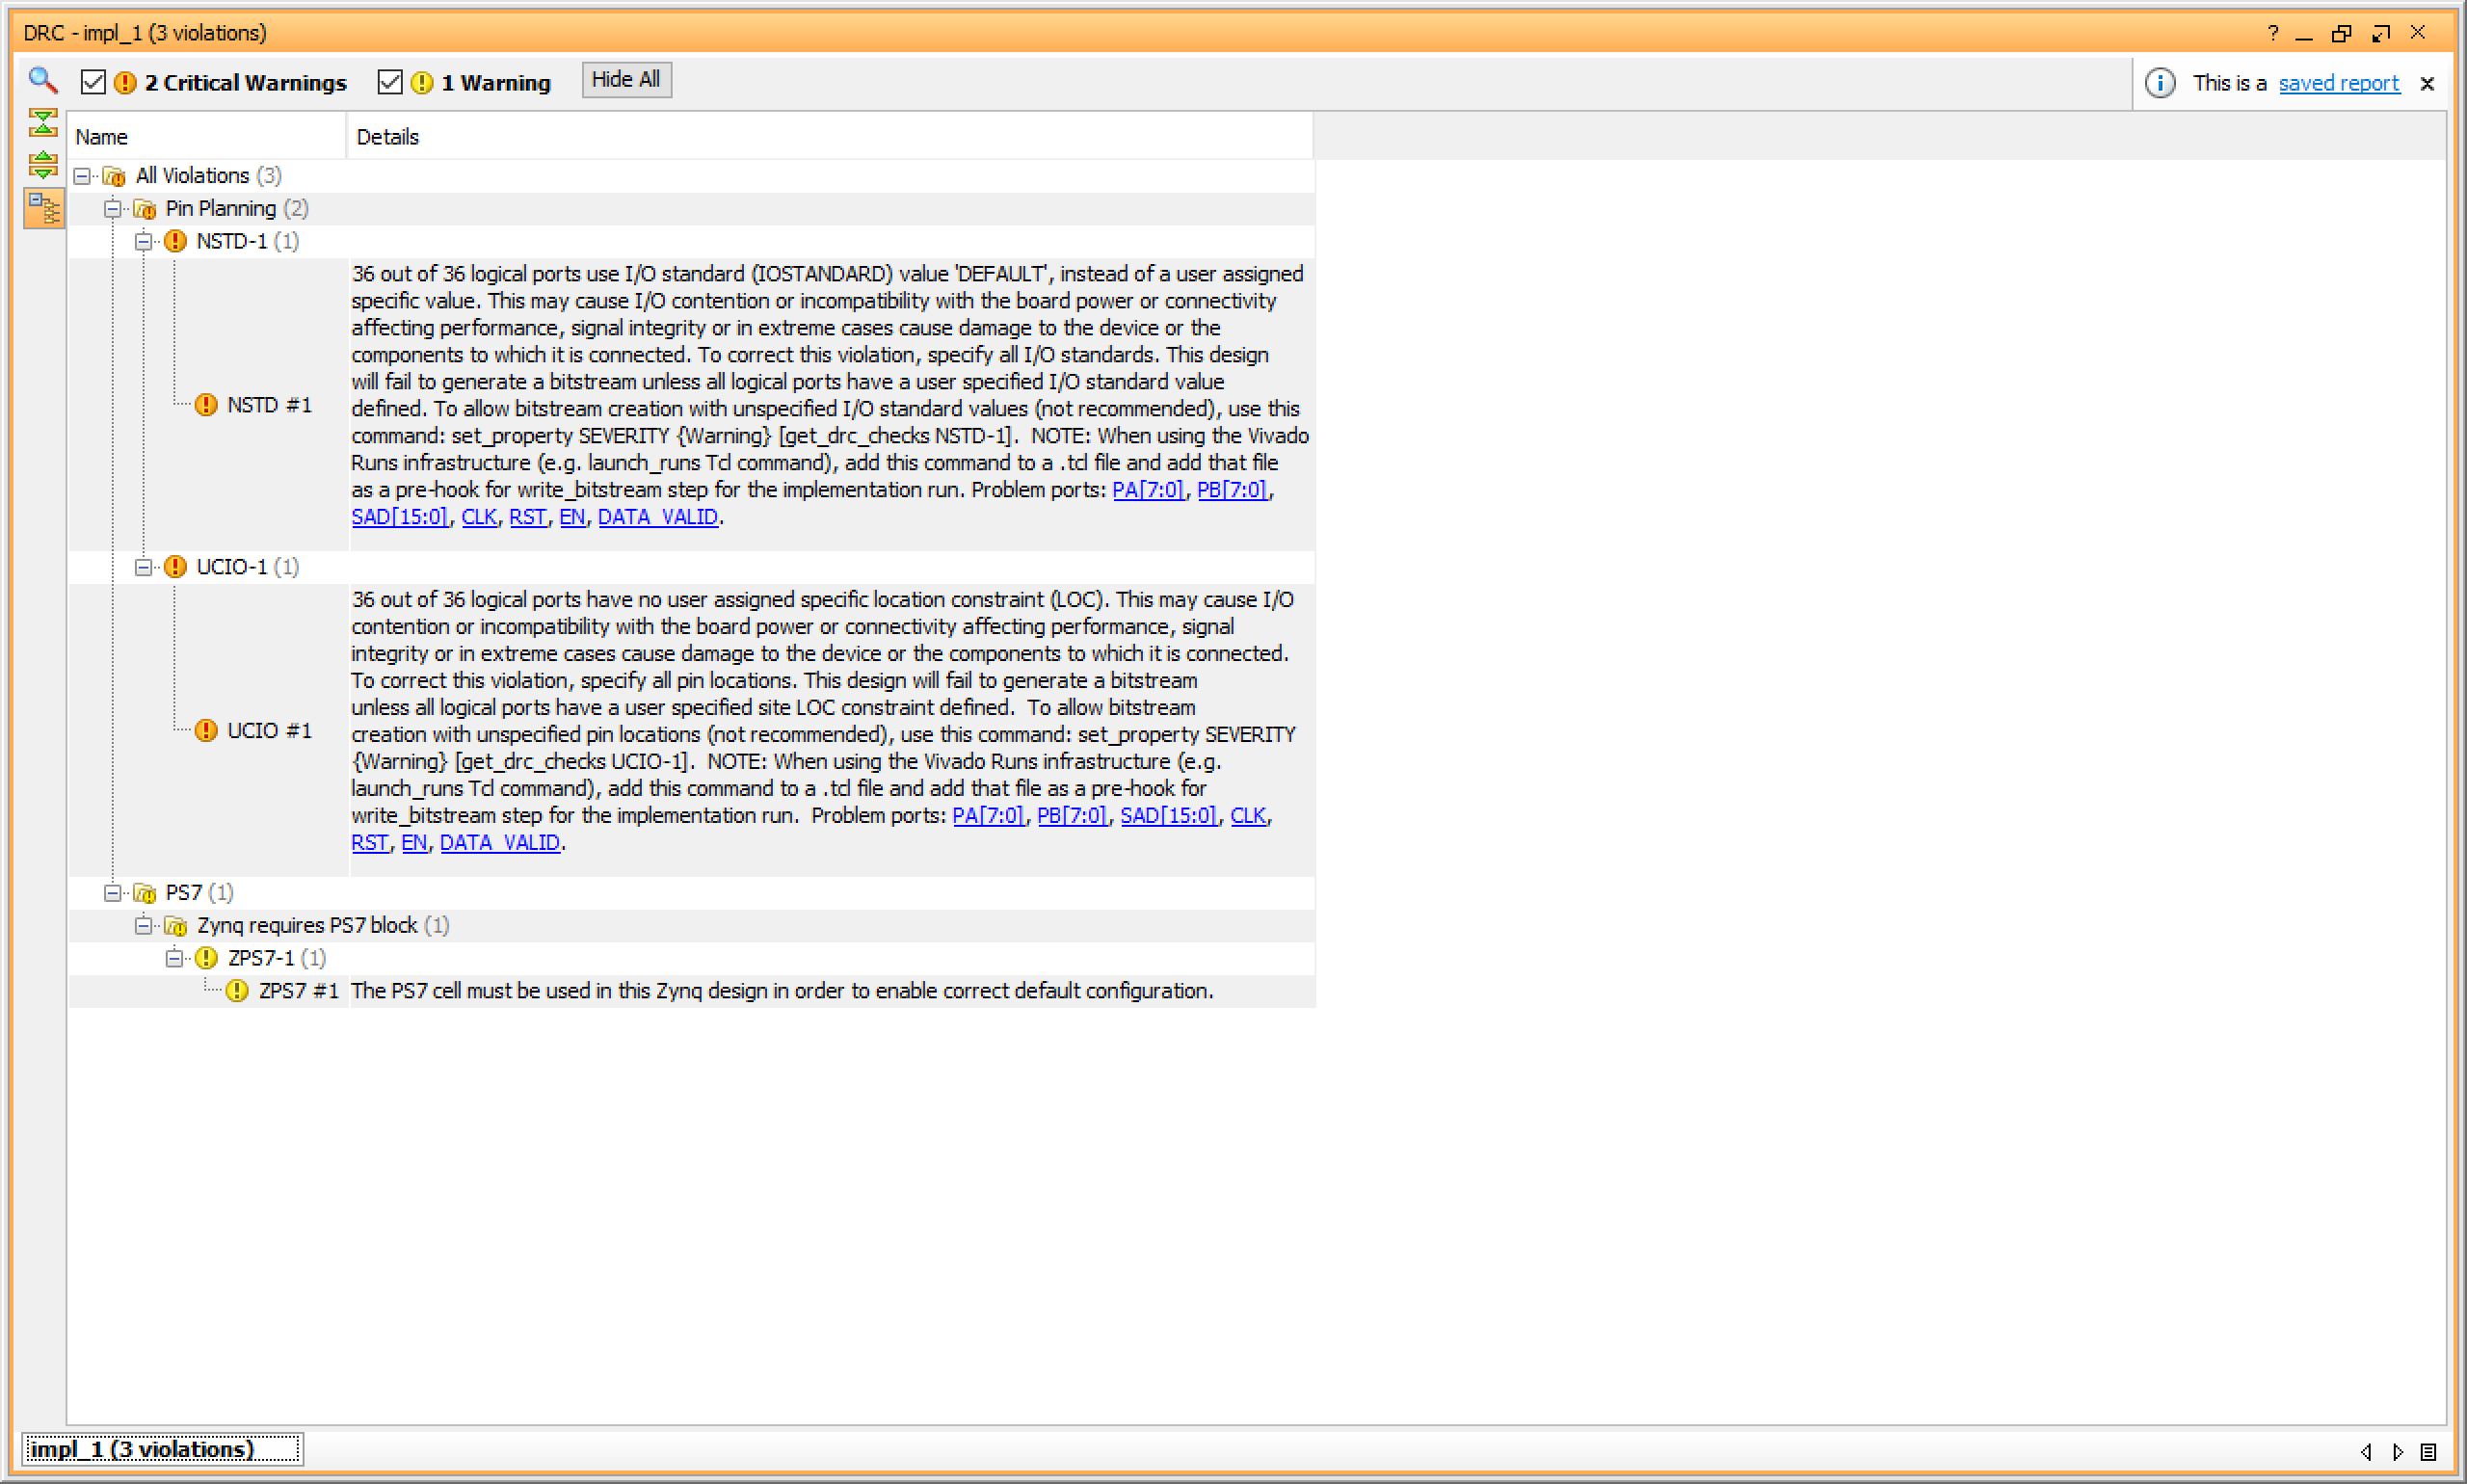 DRC - impl_1 (3 violations)
2 Critical Warnings 1 Warning Hide All This is a saved report
Name Details
All Violations (3)
Pin Planning (2)
NSTD-1 (1)
NSTD #1
36 out of 36 logical ports use I/O standard (IOSTANDARD) value 'DEFAULT', instead of a user assigned
specific value. This may cause I/O contention or incompatibility with the board power or connectivity
affecting performance, signal integrity or in extreme cases cause damage to the device or the
components to which it is connected. To correct this violation, specify all I/O standards. This design
will fail to generate a bitstream unless all logical ports have a user specified I/O standard value
defined. To allow bitstream creation with unspecified I/O standard values (not recommended), use this
command: set_property SEVERITY {Warning} [get_drc_checks NSTD-1].  NOTE: When using the Vivado
Runs infrastructure (e.g. launch_runs Tcl command), add this command to a .tcl file and add that file
as a pre-hook for write_bitstream step for the implementation run. Problem ports: PA[7:0], PB[7:0],
SAD[15:0], CLK, RST, EN, DATA_VALID.
UCIO-1 (1)
UCIO #1
36 out of 36 logical ports have no user assigned specific location constraint (LOC). This may cause I/O
contention or incompatibility with the board power or connectivity affecting performance, signal
integrity or in extreme cases cause damage to the device or the components to which it is connected.
To correct this violation, specify all pin locations. This design will fail to generate a bitstream
unless all logical ports have a user specified site LOC constraint defined.  To allow bitstream
creation with unspecified pin locations (not recommended), use this command: set_property SEVERITY
{Warning} [get_drc_checks UCIO-1].  NOTE: When using the Vivado Runs infrastructure (e.g.
launch_runs Tcl command), add this command to a .tcl file and add that file as a pre-hook for
write_bitstream step for the implementation run.  Problem ports: PA[7:0], PB[7:0], SAD[15:0], CLK,
RST, EN, DATA_VALID.
PS7 (1)
Zynq requires PS7 block (1)
ZPS7-1 (1)
ZPS7 #1 The PS7 cell must be used in this Zynq design in order to enable correct default configuration.
impl_1 (3 violations)